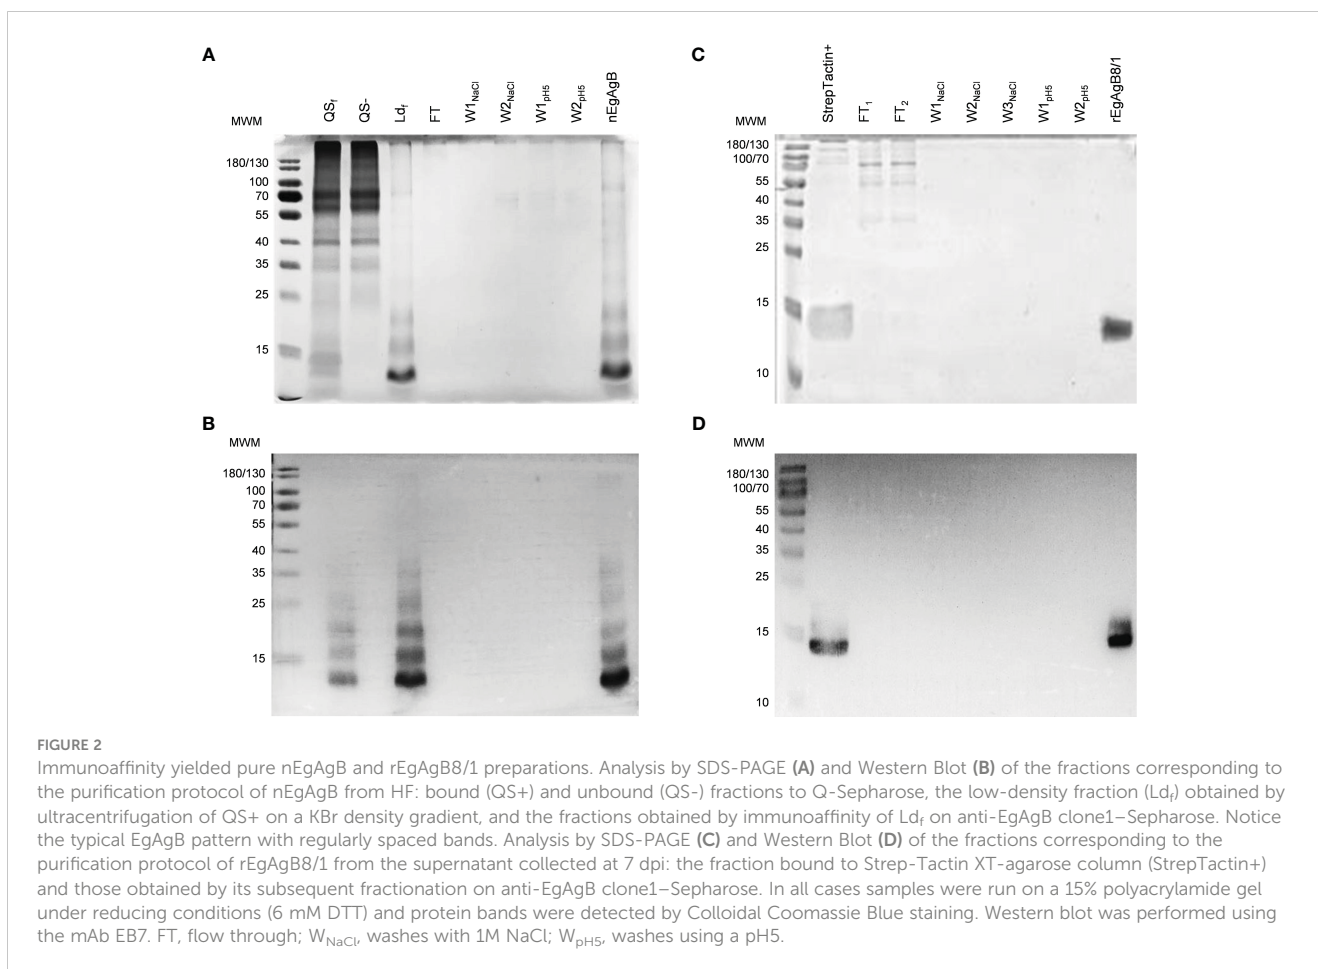 A
QSf
QS-
Ldf
FT
W1NaCl
W2NaCl
W1pH5
W2pH5
nEgAgB
MWM
180/130
100
70
55
40
35
25
15
C
StrepTactin+
FT1
FT2
W1NaCl
W2NaCl
W3NaCl
W1pH5
W2pH5
rEgAgB8/1
MWM
180/130
100/70
55
40
35
25
15
10
B
MWM
180/130
100
70
55
40
35
25
15
D
MWM
180/130
100/70
55
40
35
25
15
10
FIGURE 2
Immunoaffinity yielded pure nEgAgB and rEgAgB8/1 preparations. Analysis by SDS-PAGE (A) and Western Blot (B) of the fractions corresponding to
the purification protocol of nEgAgB from HF: bound (QS+) and unbound (QS-) fractions to Q-Sepharose, the low-density fraction (Ldf) obtained by
ultracentrifugation of QS+ on a KBr density gradient, and the fractions obtained by immunoaffinity of Ldf on anti-EgAgB clone1–Sepharose. Notice
the typical EgAgB pattern with regularly spaced bands. Analysis by SDS-PAGE (C) and Western Blot (D) of the fractions corresponding to the
purification protocol of rEgAgB8/1 from the supernatant collected at 7 dpi: the fraction bound to Strep-Tactin XT-agarose column (StrepTactin+)
and those obtained by its subsequent fractionation on anti-EgAgB clone1–Sepharose. In all cases samples were run on a 15% polyacrylamide gel
under reducing conditions (6 mM DTT) and protein bands were detected by Colloidal Coomassie Blue staining. Western blot was performed using
the mAb EB7. FT, flow through; WNaCl, washes with 1M NaCl; WpH5, washes using a pH5.